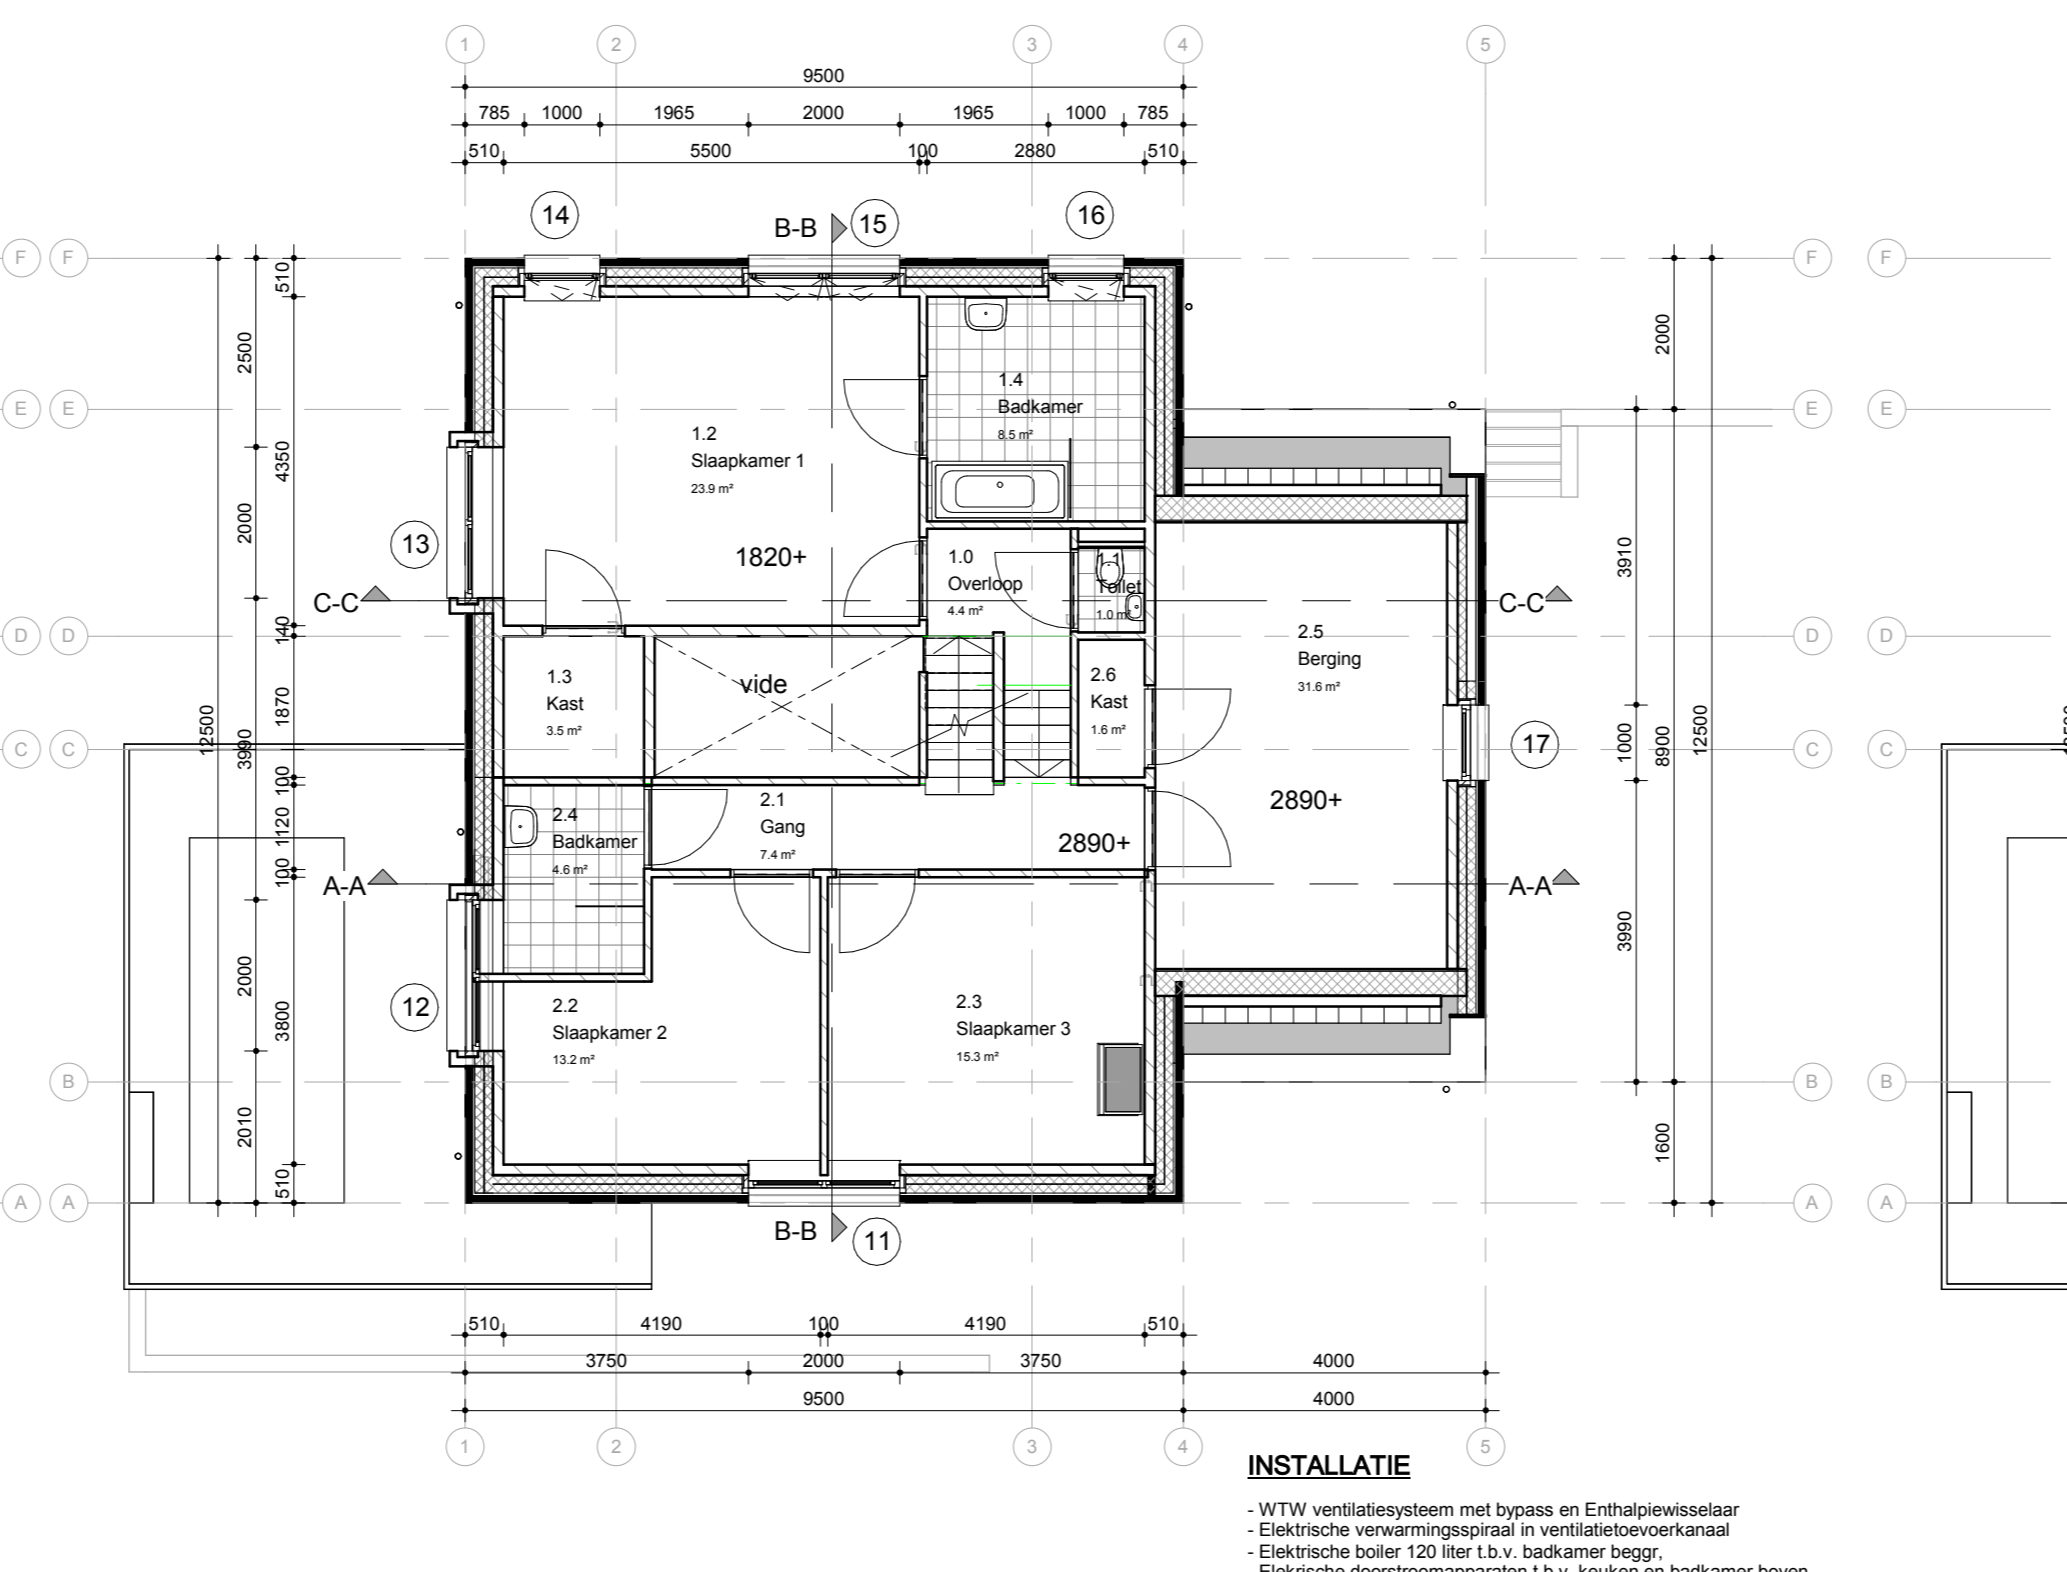 1 2 3 4 5
9500
785 1000 1965 2000 1965 1000 785
510 5500 100 2880 510
14 B-B 15 16
F F F F
510
2000
2500
1.4
Badkamer
8.5 m²
E E E E
4350
1.2
Slaapkamer 1
23.9 m²
2000
13
1820+
1.0
Overloop
4.4 m²
1.1
Toilet
1.0 m²
3910
C-C C-C
140
D D D D
2.5
Berging
31.6 m²
1.3
Kast
3.5 m²
vide
2.6
Kast
1.6 m²
12500
3990
1870
C C C C
17
1000
8900
12500
100
1120
100
2.4
Badkamer
4.6 m²
2.1
Gang
7.4 m²
2890+
2890+
A-A A-A
3990
2000
3800
12
2.2
Slaapkamer 2
13.2 m²
2.3
Slaapkamer 3
15.3 m²
B B B
2010
1600
510
A A A A
B-B 11
510 4190 100 4190 510
3750 2000 3750 4000
9500 4000
1 2 3 4 5
INSTALLATIE
- WTW ventilatiesysteem met bypass en Enthalpiewisselaar
- Elektrische verwarmingsspiraal in ventilatietoevoerkanaal
- Elektrische boiler 120 liter t.b.v. badkamer beggr,
Elekrische doorstroomapparaten t.b.v. keuken en badkamer boven